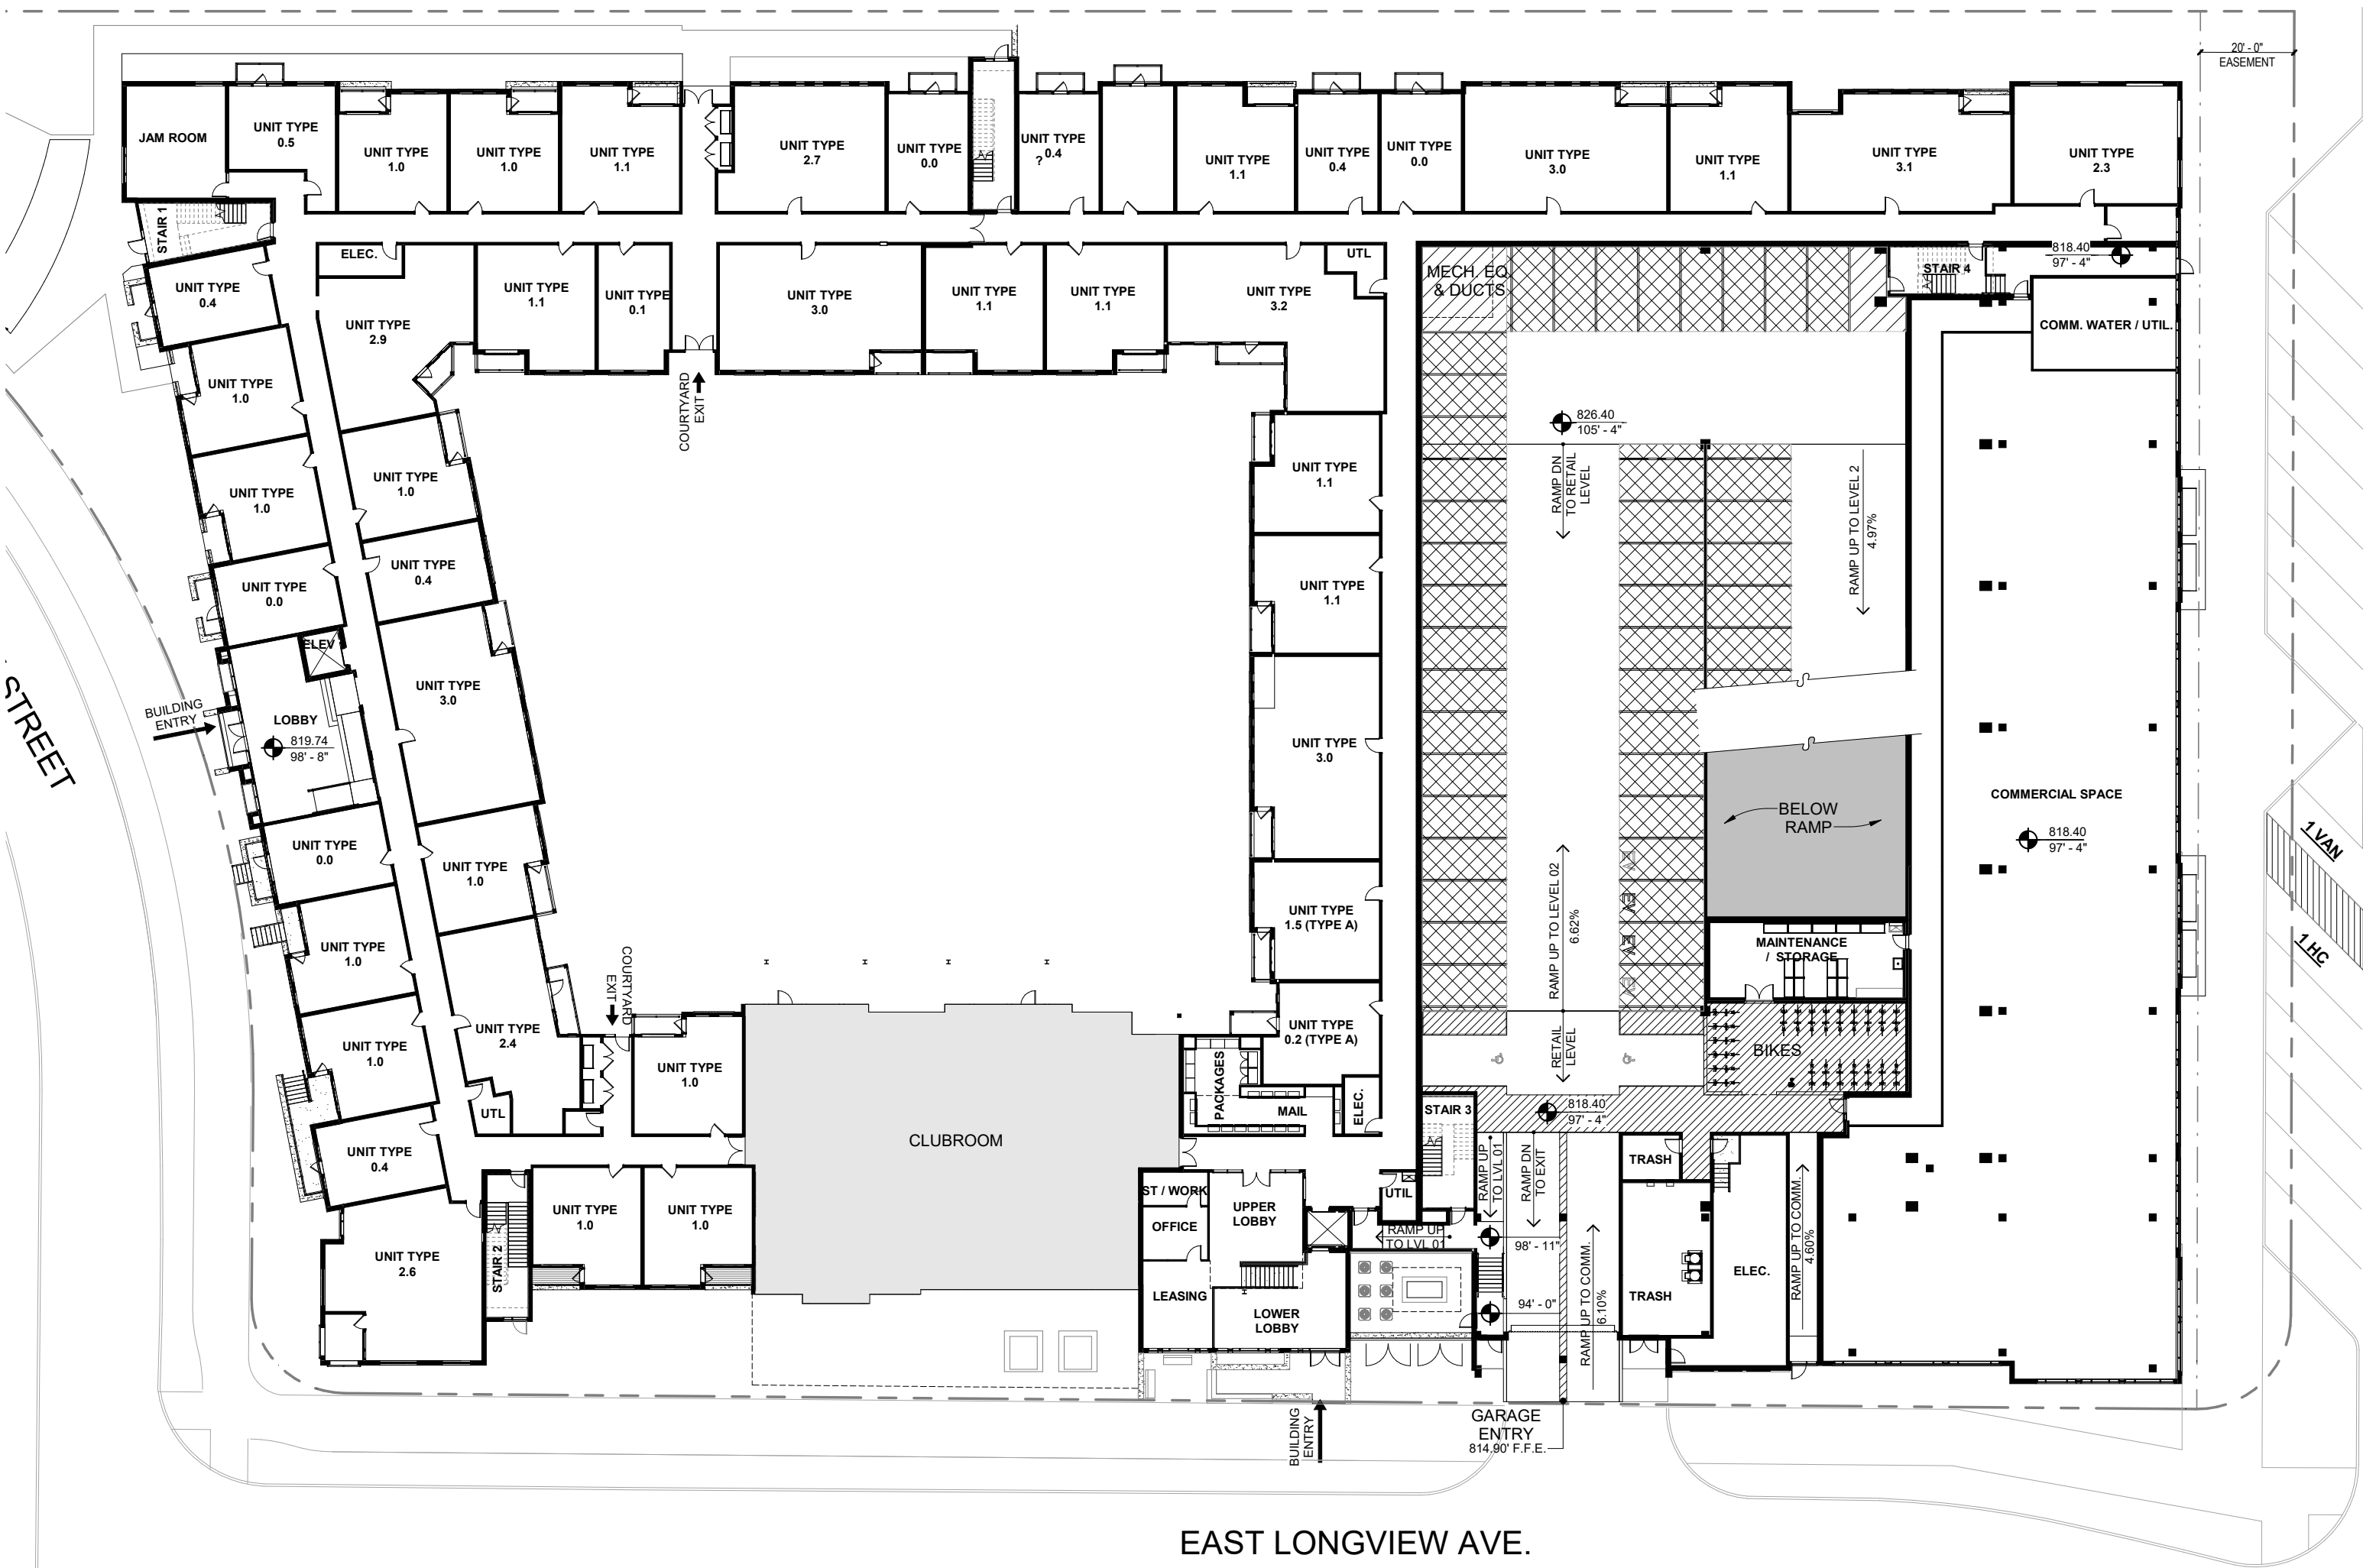 20' - 0"
EASEMENT
JAM ROOM
UNIT TYPE
0.5
UNIT TYPE
1.0
UNIT TYPE
1.0
UNIT TYPE
1.1
UNIT TYPE
2.7
UNIT TYPE
0.0
UNIT TYPE
0.4
?
UNIT TYPE
1.1
UNIT TYPE
0.4
UNIT TYPE
0.0
UNIT TYPE
3.0
UNIT TYPE
1.1
UNIT TYPE
3.1
UNIT TYPE
2.3
STAIR 1
ELEC.
UNIT TYPE
0.4
UNIT TYPE
2.9
UNIT TYPE
1.1
UNIT TYPE
0.1
UNIT TYPE
3.0
UNIT TYPE
1.1
UNIT TYPE
1.1
UNIT TYPE
3.2
UTL
MECH. EQ.
& DUCTS
STAIR 4
818.40
97' - 4"
COMM. WATER / UTIL.
COURTYARD
EXIT
UNIT TYPE
1.0
UNIT TYPE
1.0
UNIT TYPE
1.0
UNIT TYPE
1.1
826.40
105' - 4"
RAMP DN
TO RETAIL
LEVEL
RAMP UP TO LEVEL 2
4.97%
UNIT TYPE
0.0
UNIT TYPE
0.4
UNIT TYPE
1.1
ELEV
UNIT TYPE
3.0
STREET
BUILDING
ENTRY
LOBBY
819.74
98' - 8"
UNIT TYPE
3.0
BELOW
RAMP
COMMERCIAL SPACE
818.40
97' - 4"
1 VAN
1 HC
UNIT TYPE
0.0
UNIT TYPE
1.0
UNIT TYPE
1.5 (TYPE A)
RAMP UP TO LEVEL 02
6.62%
EV
EV
EV
EV
MAINTENANCE
/ STORAGE
UNIT TYPE
1.0
COURTYARD
EXIT
UNIT TYPE
2.4
UNIT TYPE
1.0
UNIT TYPE
1.0
UNIT TYPE
0.2 (TYPE A)
RETAIL
LEVEL
BIKES
PACKAGES
MAIL
ELEC.
UTL
STAIR 3
818.40
97' - 4"
CLUBROOM
UNIT TYPE
0.4
RAMP UP
TO LVL 01
RAMP DN
TO EXIT
TRASH
RAMP UP TO COMM.
4.60%
ST / WORK
OFFICE
UPPER
LOBBY
UTIL
RAMP UP
TO LVL 01
98' - 11"
UNIT TYPE
1.0
UNIT TYPE
1.0
STAIR 2
UNIT TYPE
2.6
LEASING
LOWER
LOBBY
94' - 0"
RAMP UP TO COMM.
6.10%
TRASH
ELEC.
BUILDING
ENTRY
GARAGE
ENTRY
814.90' F.F.E.
EAST LONGVIEW AVE.